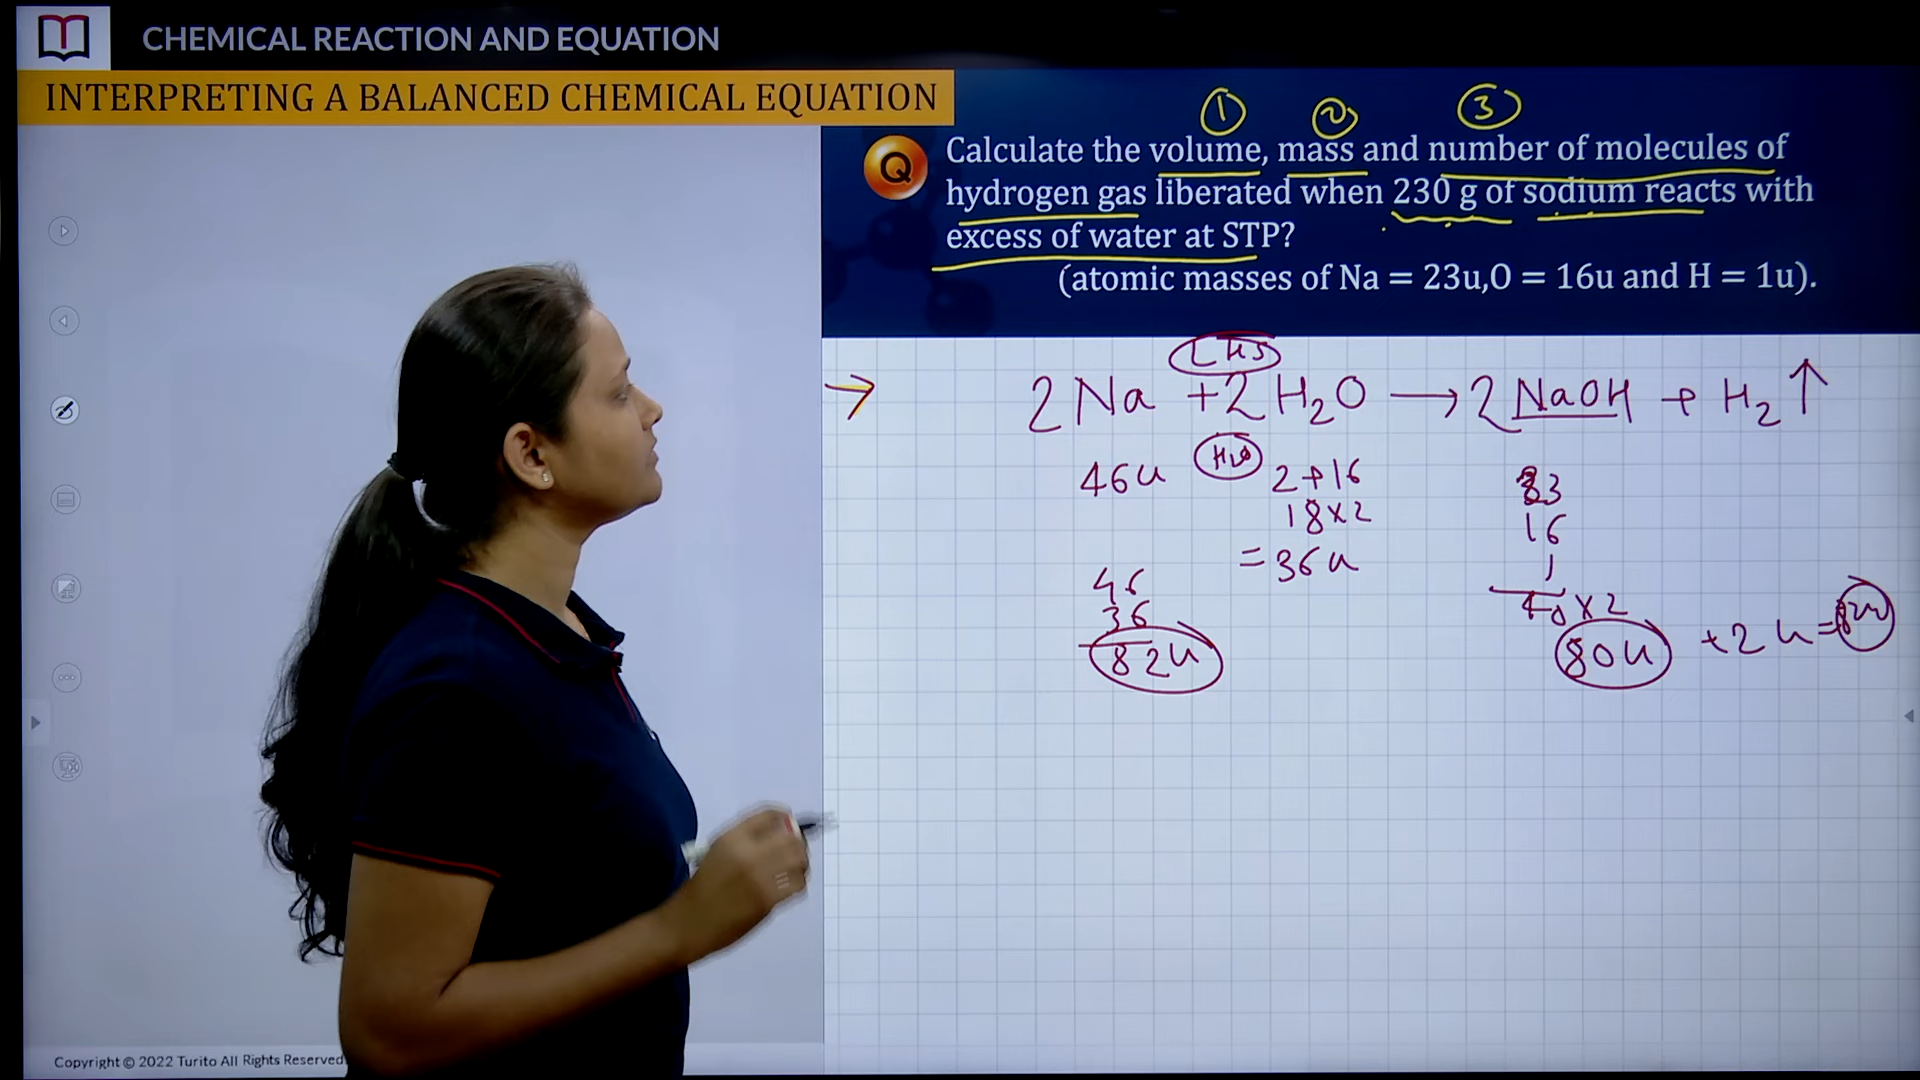 CHEMICAL REACTION AND EQUATION
INTERPRETING A BALANCED CHEMICAL EQUATION
1 2 3
Q
Calculate the volume, mass and number of molecules of
hydrogen gas liberated when 230 g of sodium reacts with
excess of water at STP?
(atomic masses of Na = 23u,O = 16u and H = 1u).
LHS
→ 2Na + 2H₂O → 2NaOH + H₂↑
46u
H₂O
2+16
18×2
= 36u
46
36
82u
23
16
1
40×2
80u + 2u = 82u
Copyright © 2022 Turito All Rights Reserved